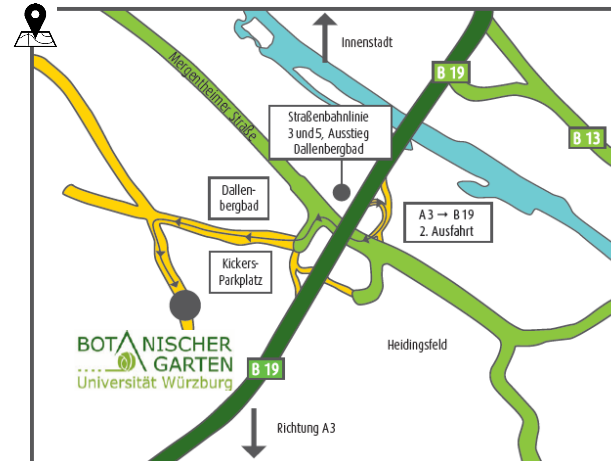 Innenstadt
B 19
Mergentheimer Straße
Straßenbahnlinie
3 und 5, Ausstieg
Dallenbergbad
B 13
Dallen-
bergbad
A 3 → B 19
2. Ausfahrt
Kickers-
Parkplatz
BOTANISCHER
GARTEN
Universität Würzburg
Heidingsfeld
B 19
Richtung A3